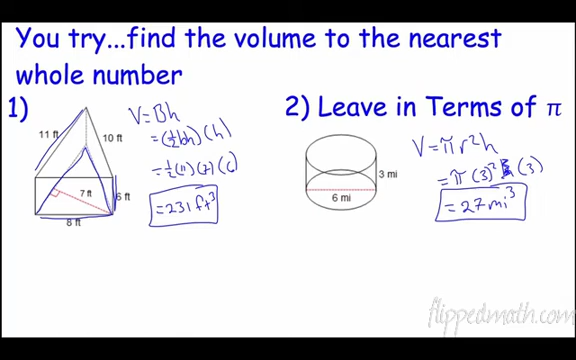 You try...find the volume to the nearest
whole number
1)
11 ft
10 ft
7 ft
6 ft
8 ft
V = Bh
= (½bh)(h)
= ½(11)(7)(6)
= 231 ft³
2) Leave in Terms of π
3 mi
6 mi
V = πr²h
= π(3)² (3)
= 27 mi³
flippedmath.com